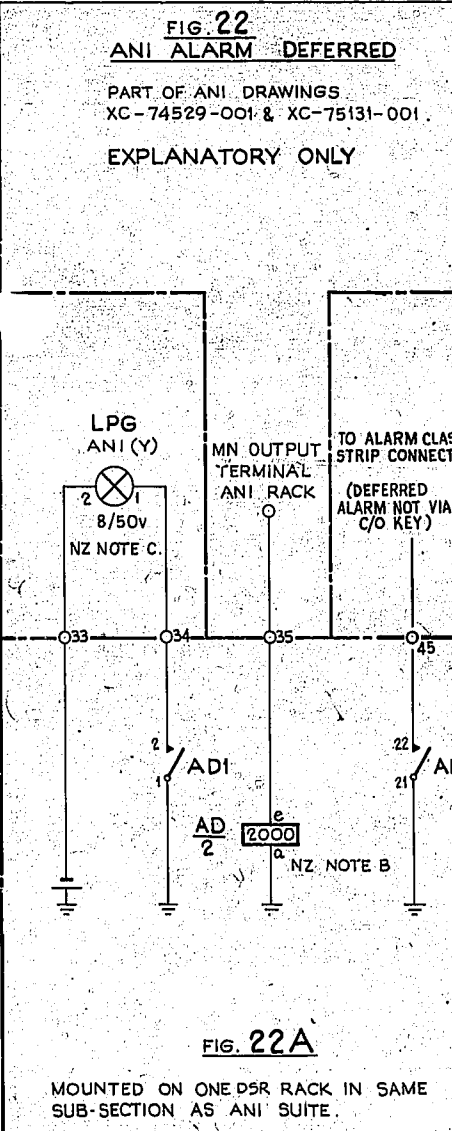 FIG. 22
ANI ALARM DEFERRED
PART OF ANI DRAWINGS
XC-74529-001 & XC-75131-001.
EXPLANATORY ONLY
LPG
ANI (Y)
2 1
8/50V
NZ NOTE C.
MN OUTPUT
TERMINAL
ANI RACK
TO ALARM CLAS
STRIP CONNECT
(DEFERRED
ALARM NOT VIA
C/O KEY)
33 34 35 45
2
1
AD1
22
21
AD
2
e
2000
a
NZ NOTE B
FIG. 22A
MOUNTED ON ONE DSR RACK IN SAME
SUB-SECTION AS ANI SUITE.